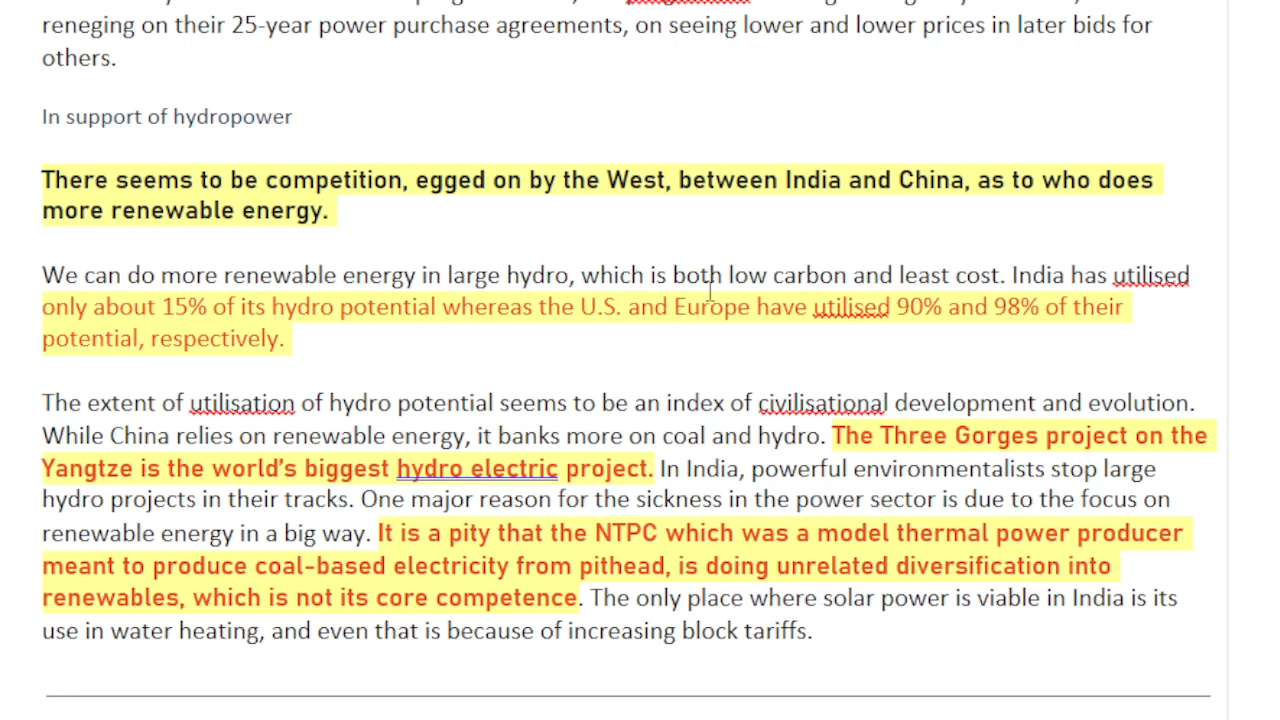 reneging on their 25-year power purchase agreements, on seeing lower and lower prices in later bids for
others.
In support of hydropower
There seems to be competition, egged on by the West, between India and China, as to who does
more renewable energy.
We can do more renewable energy in large hydro, which is both low carbon and least cost. India has utilised
only about 15% of its hydro potential whereas the U.S. and Europe have utilised 90% and 98% of their
potential, respectively.
The extent of utilisation of hydro potential seems to be an index of civilisational development and evolution.
While China relies on renewable energy, it banks more on coal and hydro. The Three Gorges project on the
Yangtze is the world's biggest hydro electric project. In India, powerful environmentalists stop large
hydro projects in their tracks. One major reason for the sickness in the power sector is due to the focus on
renewable energy in a big way. It is a pity that the NTPC which was a model thermal power producer
meant to produce coal-based electricity from pithead, is doing unrelated diversification into
renewables, which is not its core competence. The only place where solar power is viable in India is its
use in water heating, and even that is because of increasing block tariffs.